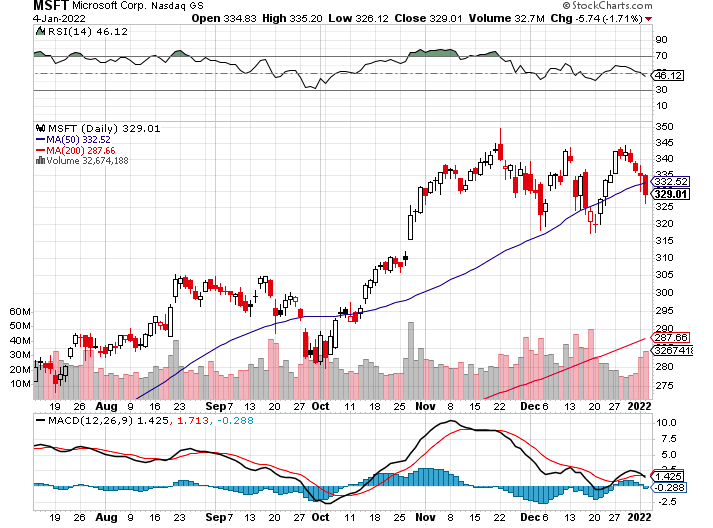 MSFT Microsoft Corp. Nasdaq GS © StockCharts.com
4-Jan-2022 Open 334.83 High 335.20 Low 326.12 Close 329.01 Volume 32.7M Chg -5.74 (-1.71%)
RSI(14) 46.12
90
70
50
46.12
30
10
MSFT (Daily) 329.01
MA(50) 332.52
MA(200) 287.66
Volume 32,674,188
350
345
340
335
332.52
329.01
325
320
315
310
305
300
295
290
287.66
32674188
280
275
60M
50M
40M
30M
20M
10M
19 26 Aug 9 16 23 Sep 7 13 20 27 Oct 11 18 25 Nov 8 15 22 Dec 6 13 20 27 2022
MACD(12,26,9) 1.425, 1.713, -0.288
10.0
7.5
5.0
2.5
1.425
-0.288
-2.5
19 26 Aug 9 16 23 Sep 7 13 20 27 Oct 11 18 25 Nov 8 15 22 Dec 6 13 20 27 2022